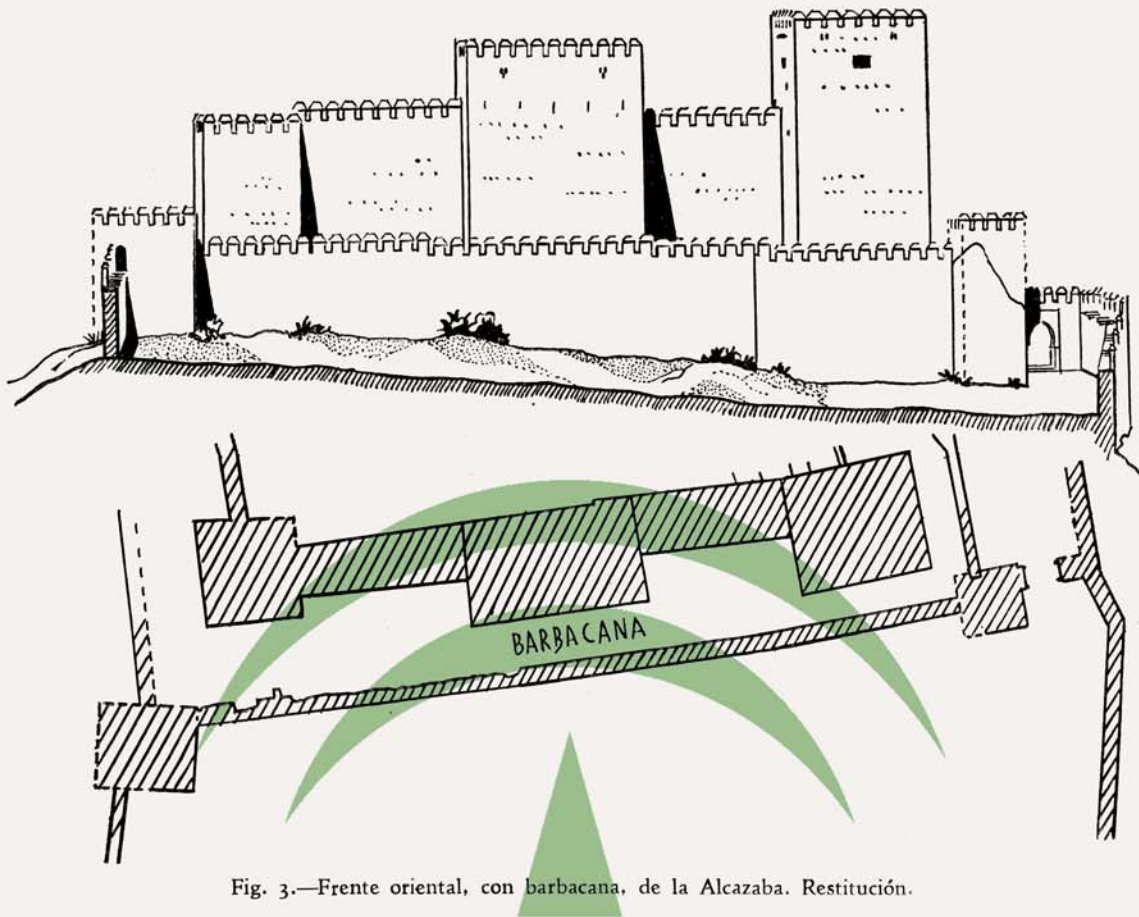 BARBACANA
Fig. 3.—Frente oriental, con barbacana, de la Alcazaba. Restitución.